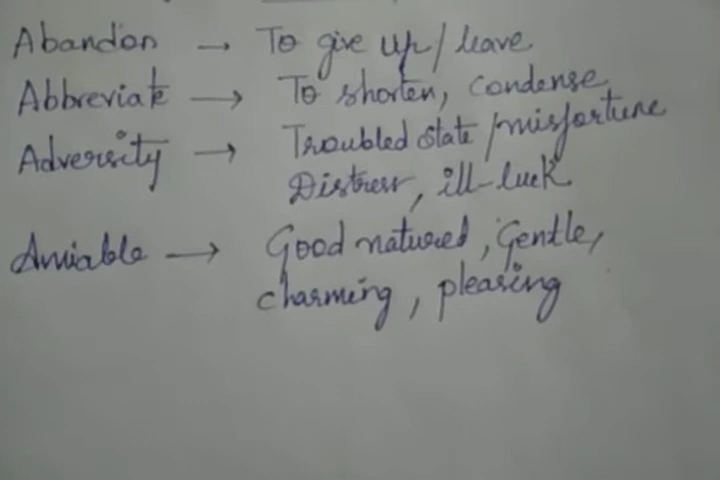 Abandon → To give up/leave
Abbreviate → To shorten, condense
Adversity → Troubled State/misfortune
Distress, ill-luck
Amiable → Good natured, Gentle,
charming, pleasing